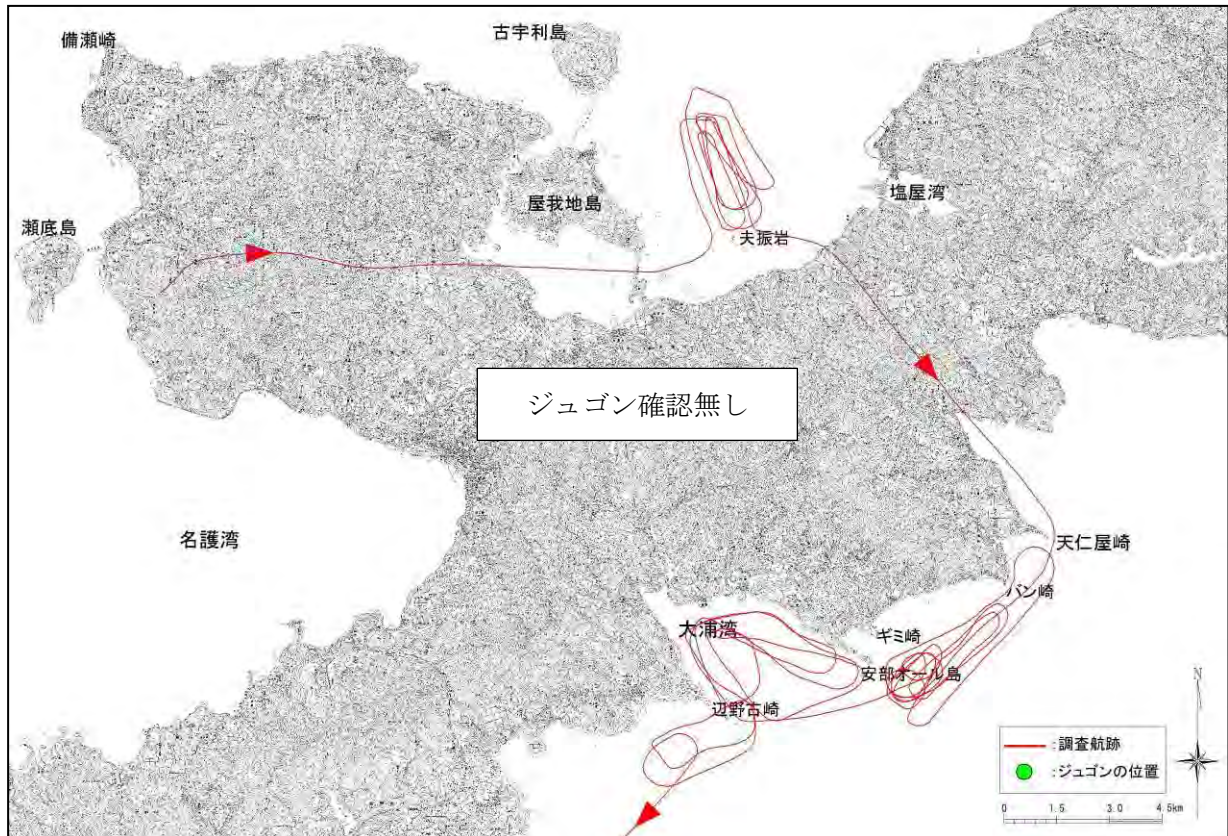 備瀬崎
古宇利島
瀬底島
屋我地島
塩屋湾
夫振岩
ジュゴン確認無し
名護湾
天仁屋崎
バン崎
大浦湾
ギミ崎
安部オール島
辺野古崎
N
:調査航跡
:ジュゴンの位置
0 1.5 3.0 4.5km